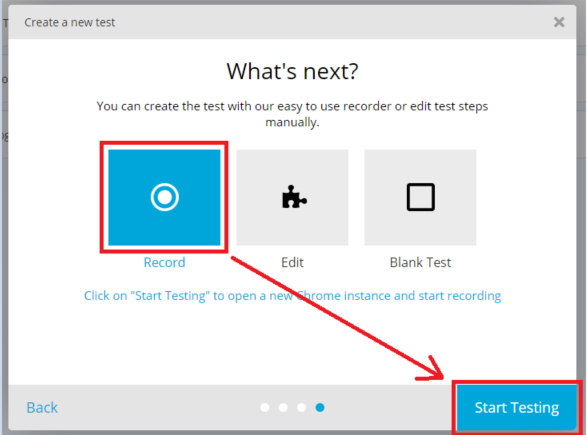 Create a new test
What's next?
You can create the test with our easy to use recorder or edit test steps
manually.
Record
Edit
Blank Test
Click on "Start Testing" to open a new Chrome instance and start recording
Back
Start Testing